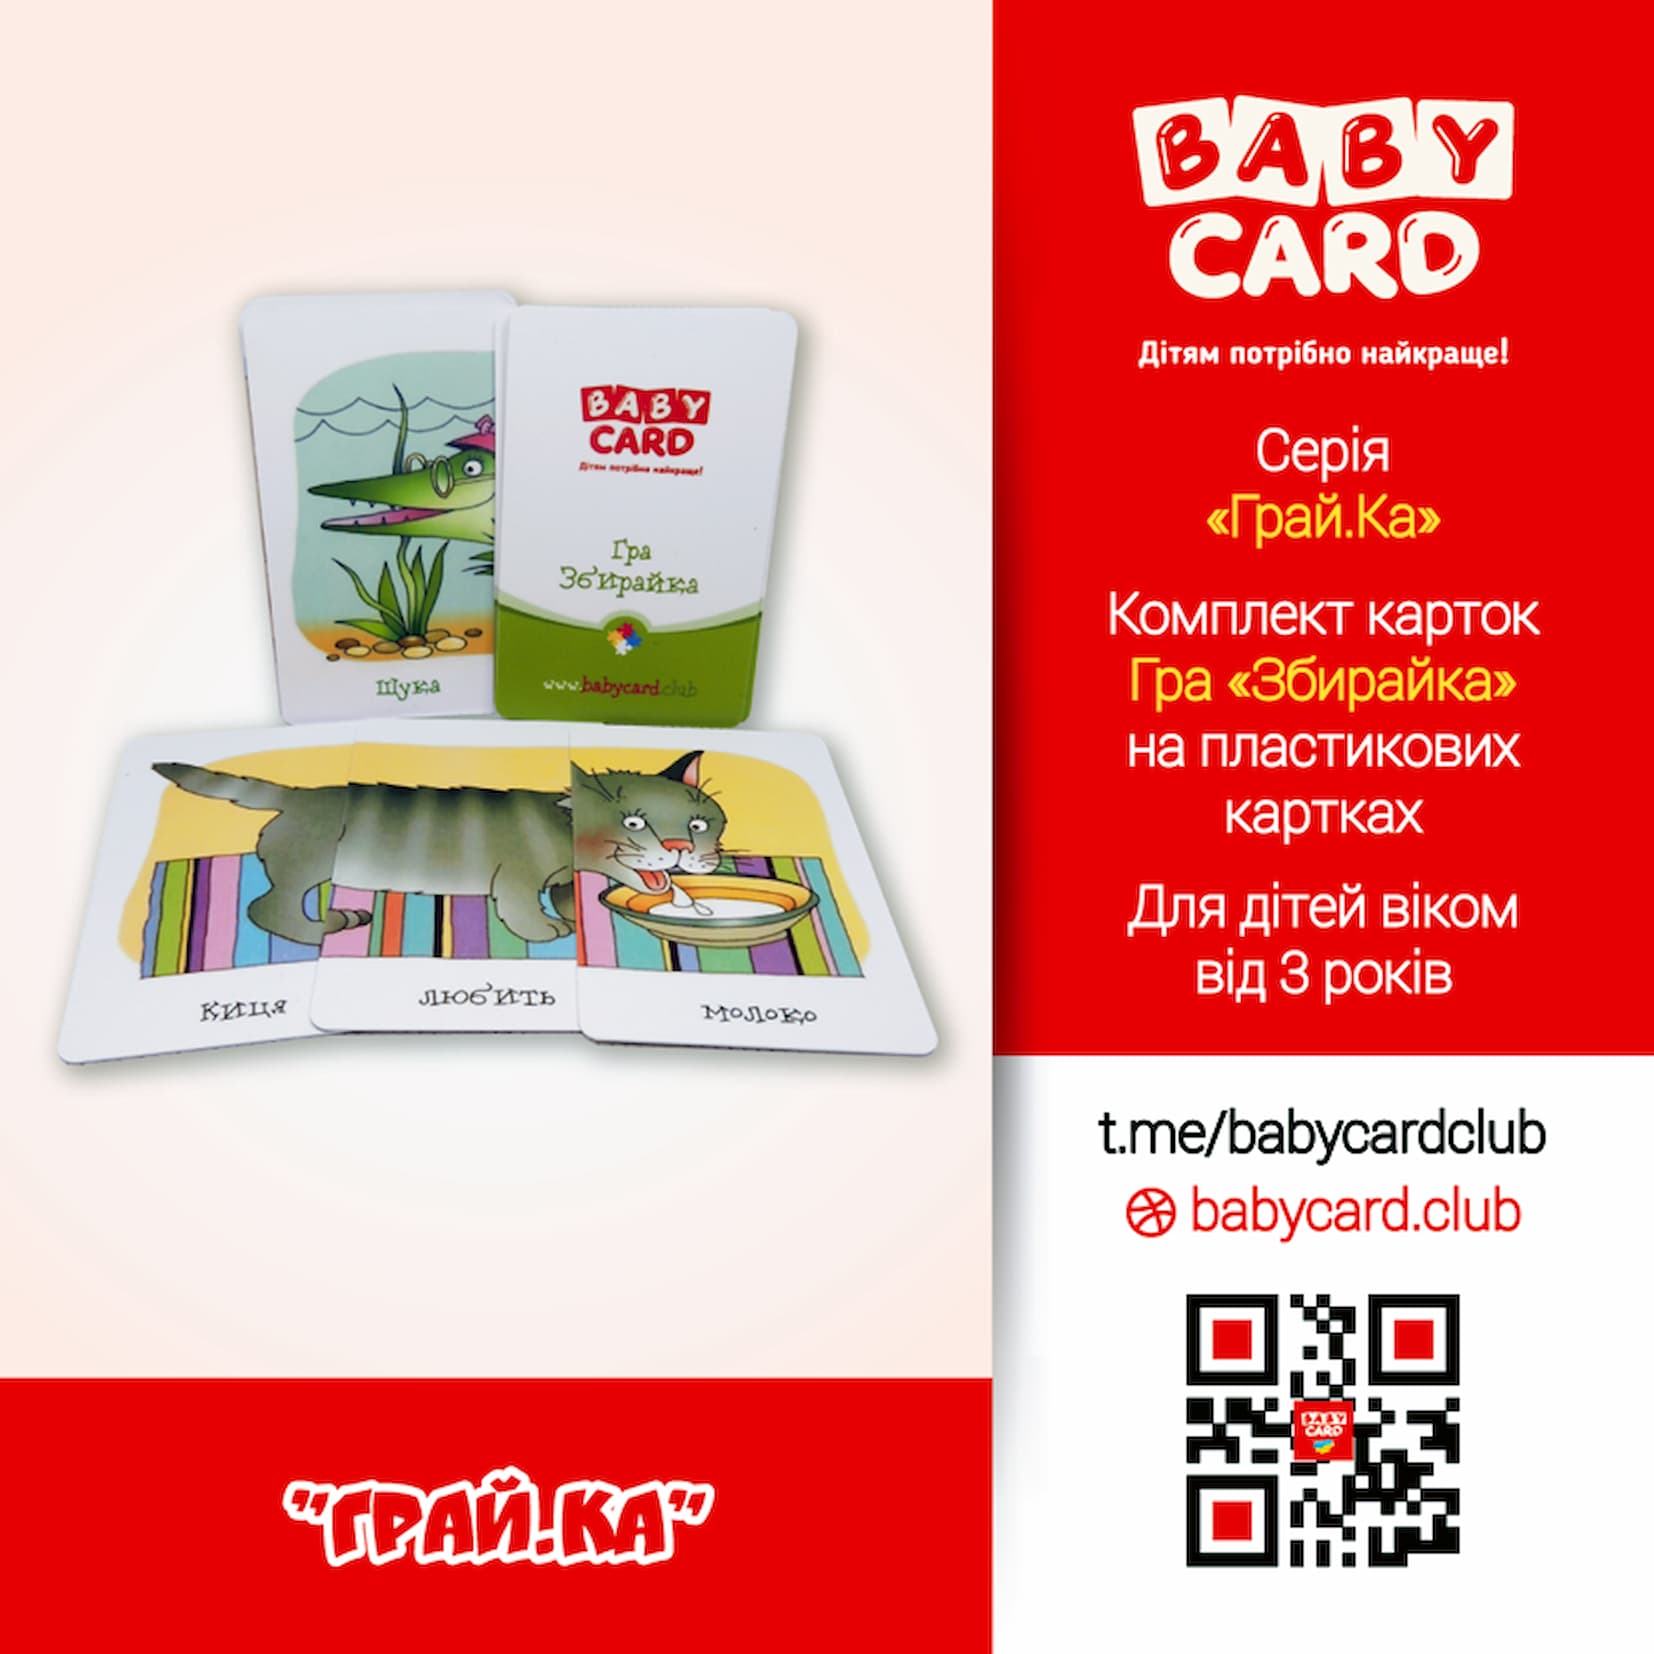 Щука
BABY
CARD
Дітям потрібно найкраще!
Гра
Збирайка
www.babycard.club
киця
любить
молоко
"ГРАЙ.КА"
BABY
CARD
Дітям потрібно найкраще!
Серія
«Грай.Ка»
Комплект карток
Гра «Збирайка»
на пластикових
картках
Для дітей віком
від 3 років
t.me/babycardclub
babycard.club
BABY
CARD